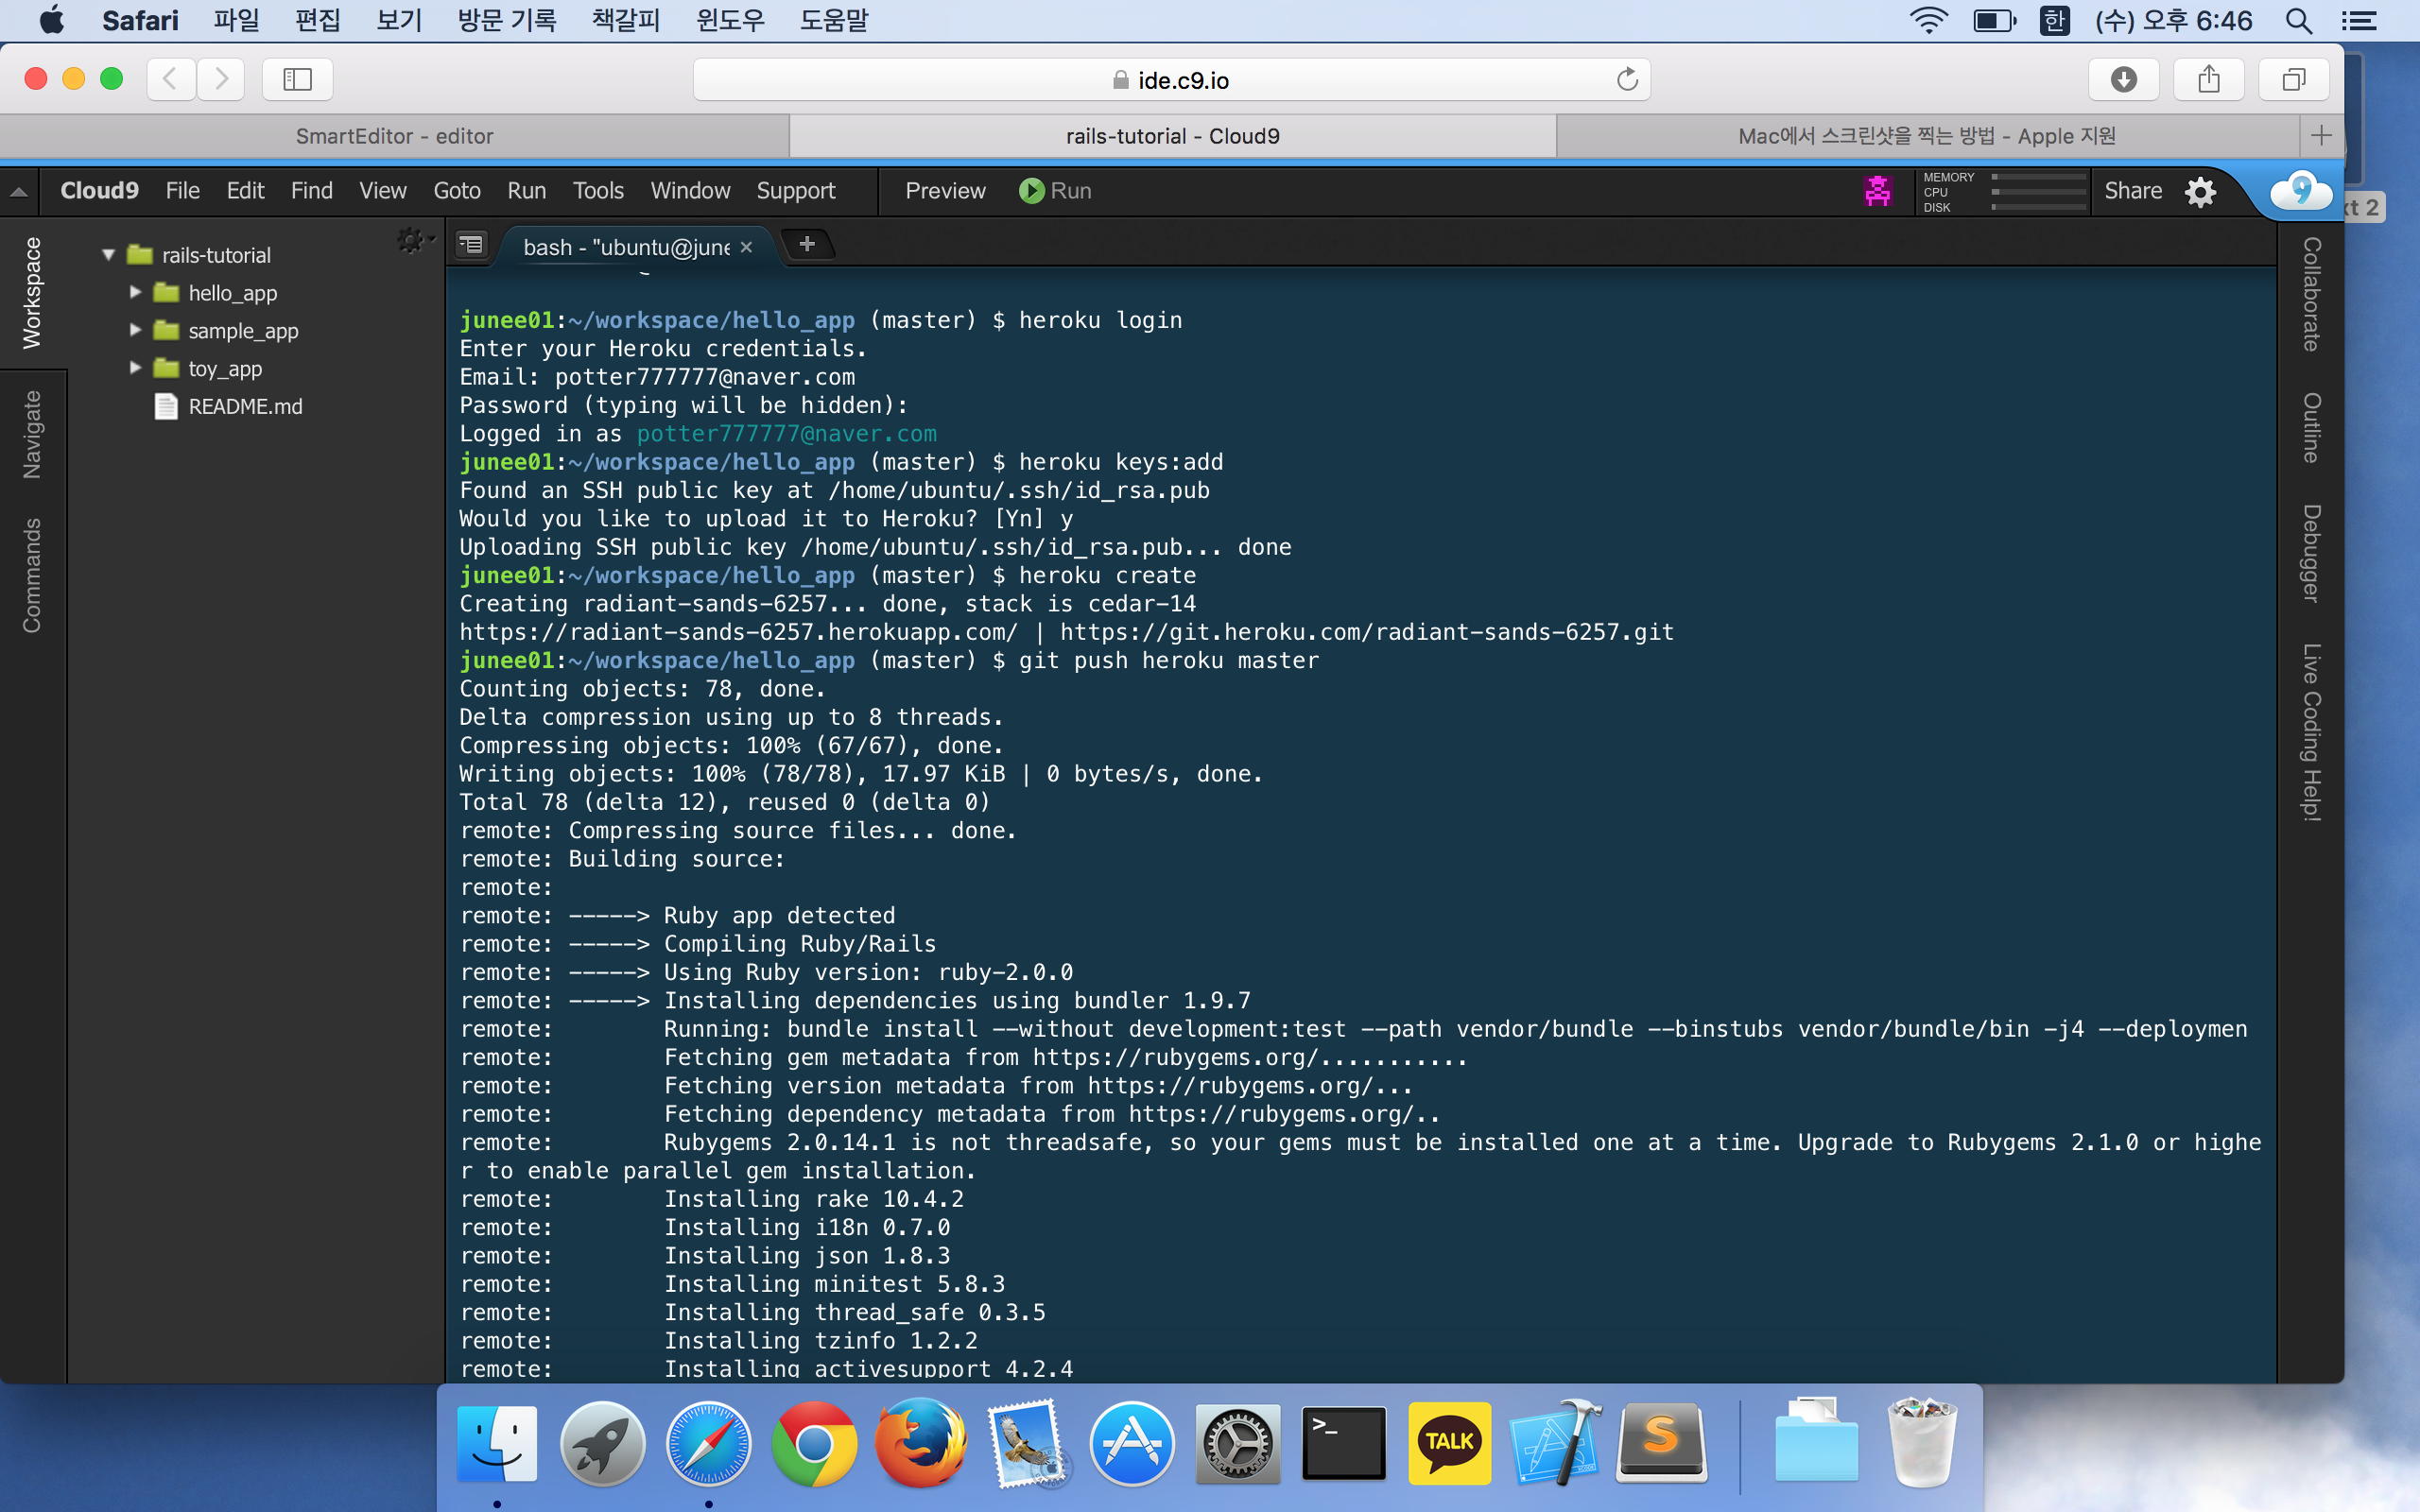 Safari 파일 편집 보기 방문 기록 책갈피 윈도우 도움말 한 (수) 오후 6:46
ide.c9.io
SmartEditor - editor
rails-tutorial - Cloud9
Mac에서 스크린샷을 찍는 방법 - Apple 지원
Cloud9 File Edit Find View Goto Run Tools Window Support Preview Run
MEMORY
CPU
DISK
Share
9
xt 2
Workspace
Navigate
Commands
rails-tutorial
hello_app
sample_app
toy_app
README.md
bash - "ubuntu@june
junee01:~/workspace/hello_app (master) $ heroku login
Enter your Heroku credentials.
Email: potter777777@naver.com
Password (typing will be hidden):
Logged in as potter777777@naver.com
junee01:~/workspace/hello_app (master) $ heroku keys:add
Found an SSH public key at /home/ubuntu/.ssh/id_rsa.pub
Would you like to upload it to Heroku? [Yn] y
Uploading SSH public key /home/ubuntu/.ssh/id_rsa.pub... done
junee01:~/workspace/hello_app (master) $ heroku create
Creating radiant-sands-6257... done, stack is cedar-14
https://radiant-sands-6257.herokuapp.com/ | https://git.heroku.com/radiant-sands-6257.git
junee01:~/workspace/hello_app (master) $ git push heroku master
Counting objects: 78, done.
Delta compression using up to 8 threads.
Compressing objects: 100% (67/67), done.
Writing objects: 100% (78/78), 17.97 KiB | 0 bytes/s, done.
Total 78 (delta 12), reused 0 (delta 0)
remote: Compressing source files... done.
remote: Building source:
remote:
remote: -----> Ruby app detected
remote: -----> Compiling Ruby/Rails
remote: -----> Using Ruby version: ruby-2.0.0
remote: -----> Installing dependencies using bundler 1.9.7
remote:        Running: bundle install --without development:test --path vendor/bundle --binstubs vendor/bundle/bin -j4 --deploymen
remote:        Fetching gem metadata from https://rubygems.org/...........
remote:        Fetching version metadata from https://rubygems.org/...
remote:        Fetching dependency metadata from https://rubygems.org/..
remote:        Rubygems 2.0.14.1 is not threadsafe, so your gems must be installed one at a time. Upgrade to Rubygems 2.1.0 or highe
r to enable parallel gem installation.
remote:        Installing rake 10.4.2
remote:        Installing i18n 0.7.0
remote:        Installing json 1.8.3
remote:        Installing minitest 5.8.3
remote:        Installing thread_safe 0.3.5
remote:        Installing tzinfo 1.2.2
remote:        Installing activesupport 4.2.4
Collaborate
Outline
Debugger
Live Coding Help!
>_
TALK
S